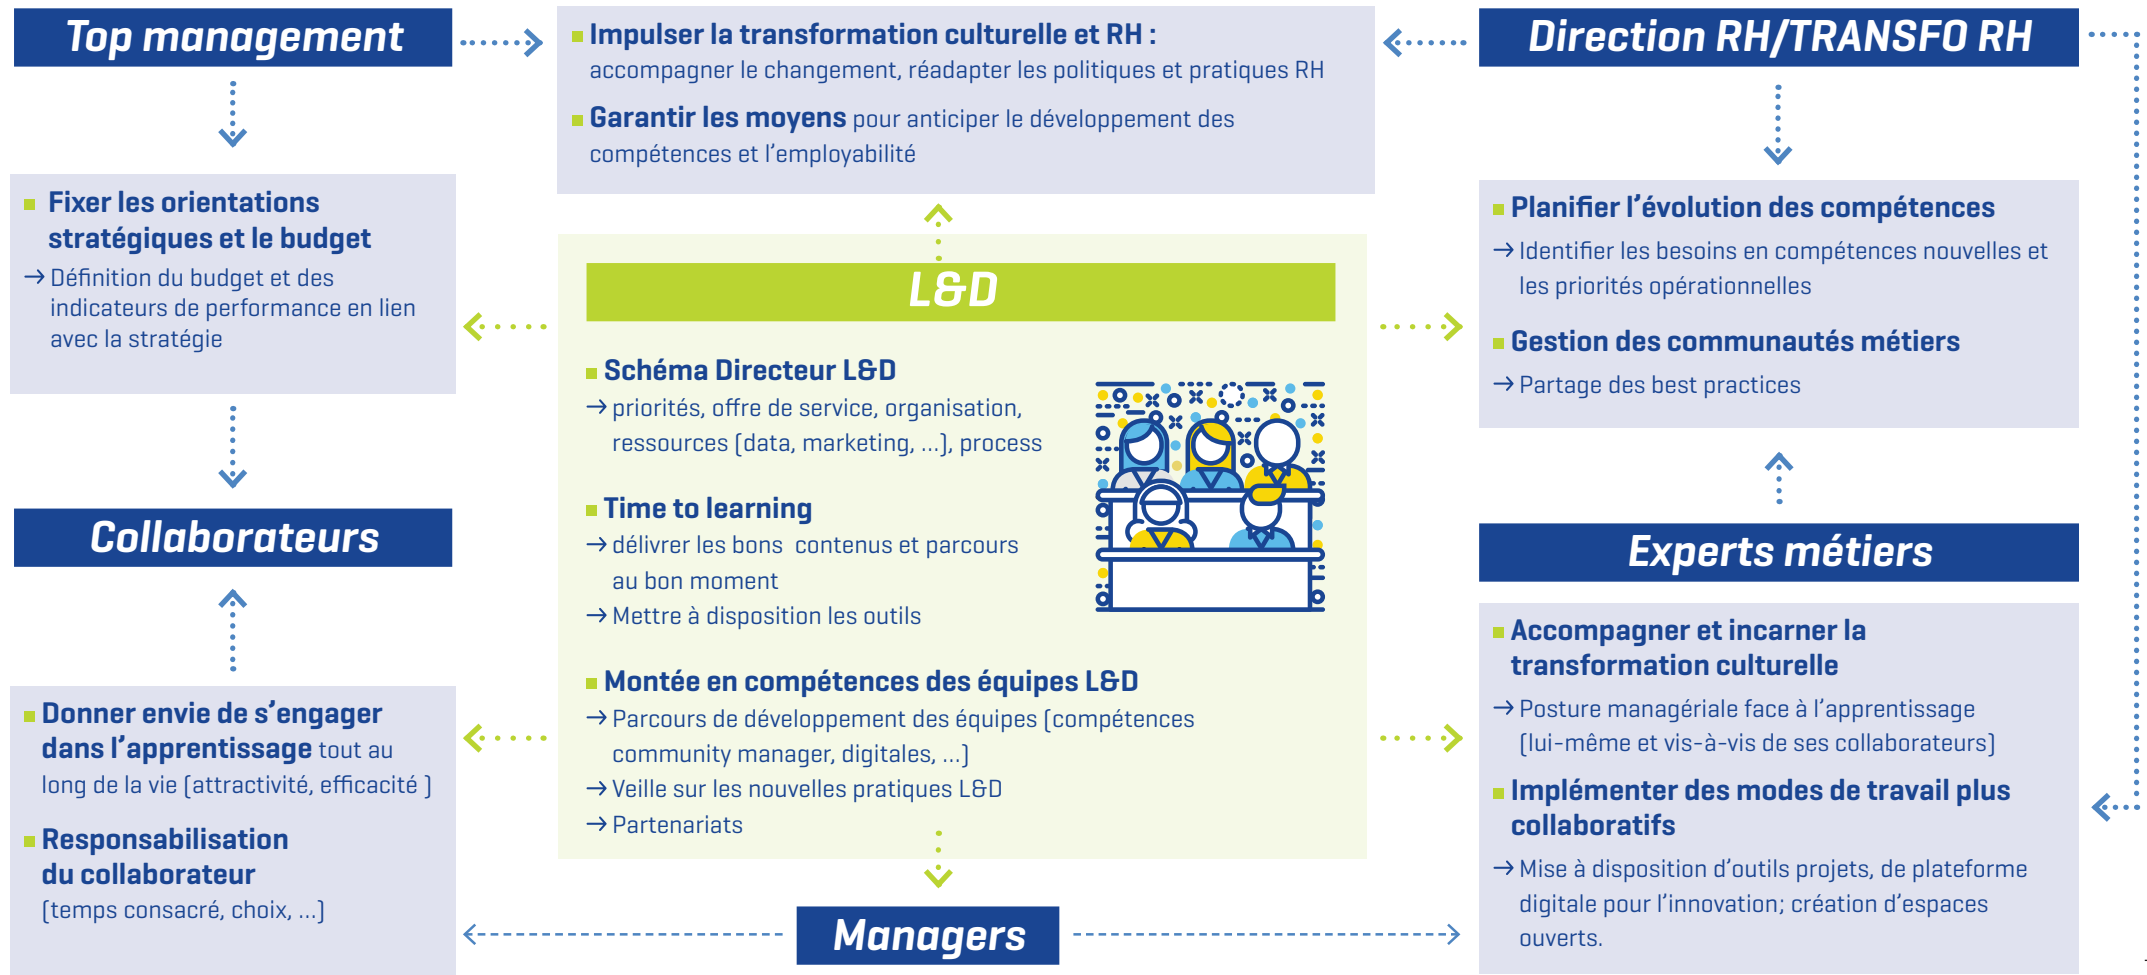 Top management
Impulser la transformation culturelle et RH :
accompagner le changement, réadapter les politiques et pratiques RH
Garantir les moyens pour anticiper le développement des
compétences et l'employabilité
Direction RH/TRANSFO RH
Fixer les orientations
stratégiques et le budget
→ Définition du budget et des
indicateurs de performance en lien
avec la stratégie
L&D
Schéma Directeur L&D
→ priorités, offre de service, organisation,
ressources (data, marketing, ...), process
Time to learning
→ délivrer les bons contenus et parcours
au bon moment
→ Mettre à disposition les outils
Montée en compétences des équipes L&D
→ Parcours de développement des équipes (compétences
community manager, digitales, ...)
→ Veille sur les nouvelles pratiques L&D
→ Partenariats
Planifier l'évolution des compétences
→ Identifier les besoins en compétences nouvelles et
les priorités opérationnelles
Gestion des communautés métiers
→ Partage des best practices
Collaborateurs
Experts métiers
Donner envie de s'engager
dans l'apprentissage tout au
long de la vie (attractivité, efficacité )
Responsabilisation
du collaborateur
(temps consacré, choix, ...)
Accompagner et incarner la
transformation culturelle
→ Posture managériale face à l'apprentissage
(lui-même et vis-à-vis de ses collaborateurs)
Implémenter des modes de travail plus
collaboratifs
→ Mise à disposition d'outils projets, de plateforme
digitale pour l'innovation; création d'espaces
ouverts.
Managers